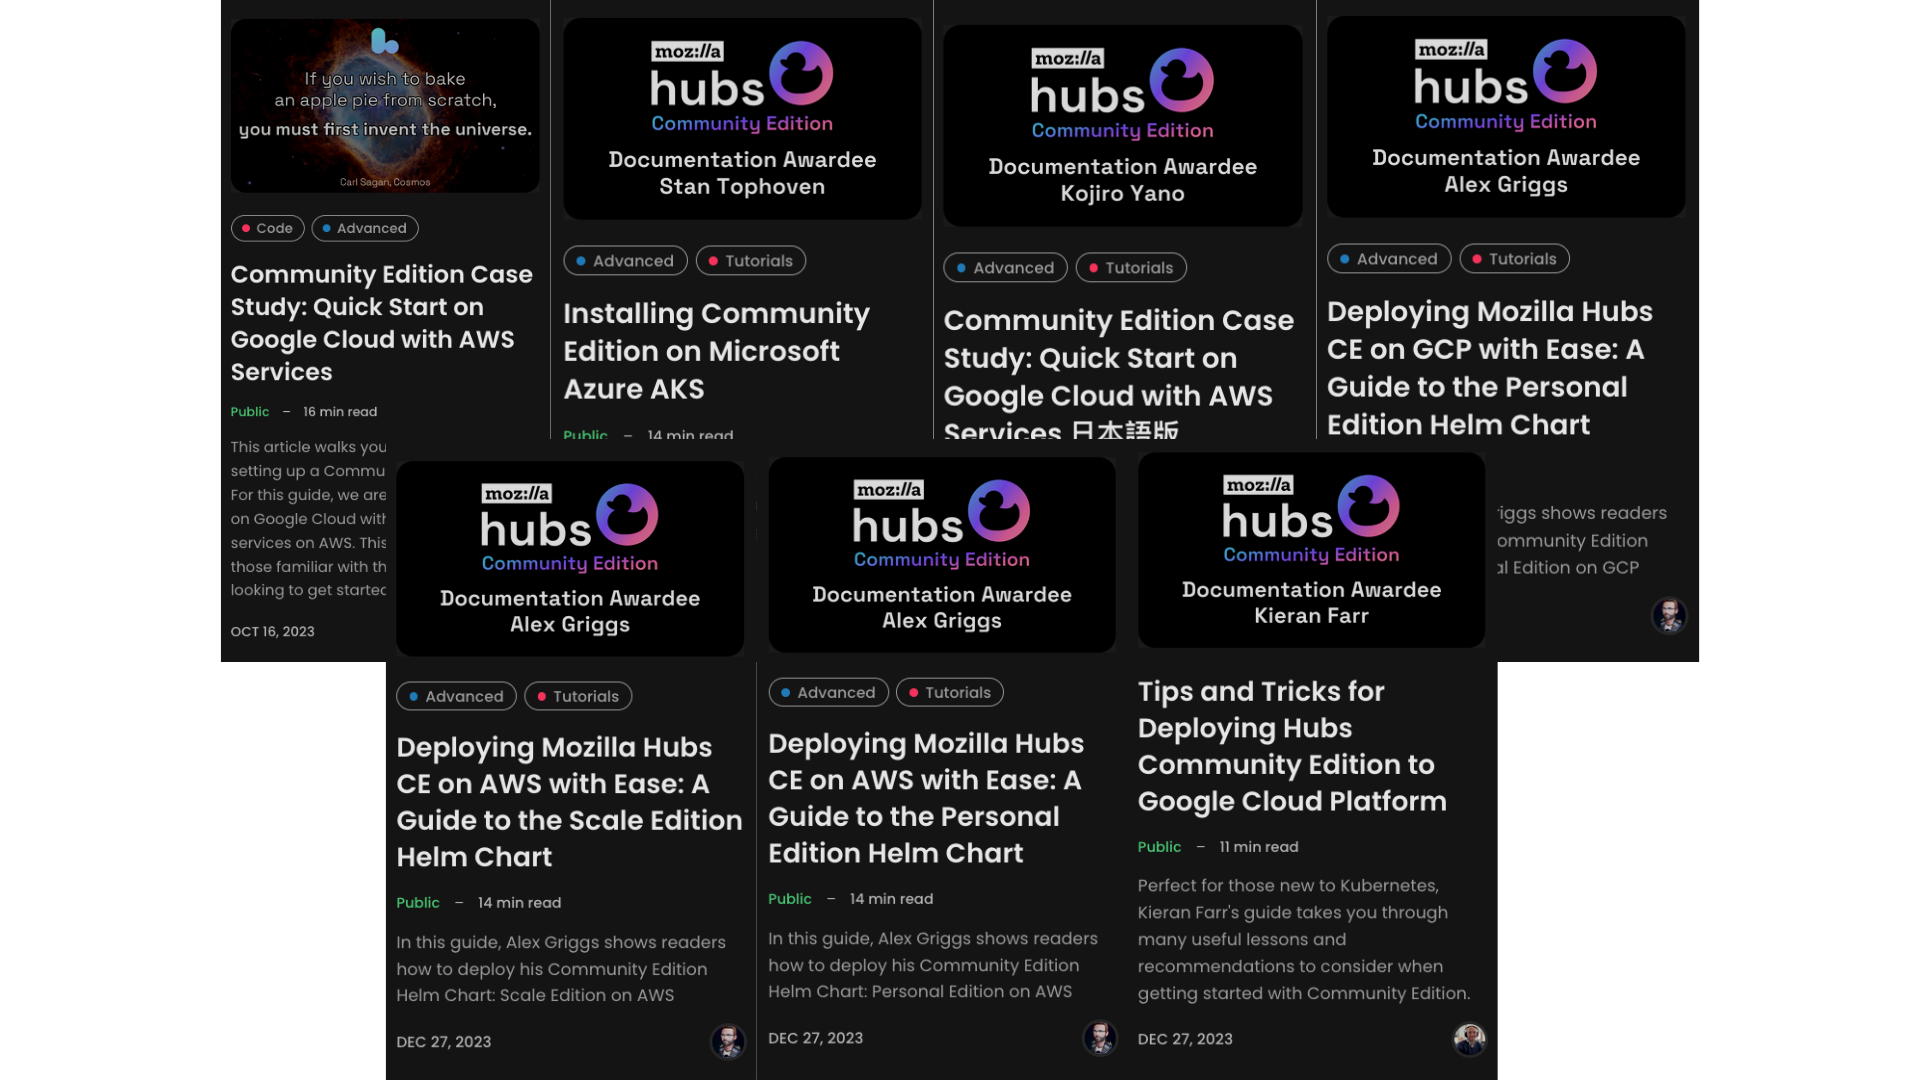 If you wish to bake
an apple pie from scratch,
you must first invent the universe.
Carl Sagan, Cosmos
Code
Advanced
Community Edition Case
Study: Quick Start on
Google Cloud with AWS
Services
Public – 16 min read
This article walks you
setting up a Commu
For this guide, we are
on Google Cloud with
services on AWS. This
those familiar with th
looking to get started
OCT 16, 2023
moz://a
hubs
Community Edition
Documentation Awardee
Stan Tophoven
Advanced
Tutorials
Installing Community
Edition on Microsoft
Azure AKS
Public – 14 min read
moz://a
hubs
Community Edition
Documentation Awardee
Kojiro Yano
Advanced
Tutorials
Community Edition Case
Study: Quick Start on
Google Cloud with AWS
Services 日本語版
moz://a
hubs
Community Edition
Documentation Awardee
Alex Griggs
Advanced
Tutorials
Deploying Mozilla Hubs
CE on GCP with Ease: A
Guide to the Personal
Edition Helm Chart
riggs shows readers
ommunity Edition
al Edition on GCP
moz://a
hubs
Community Edition
Documentation Awardee
Alex Griggs
Advanced
Tutorials
Deploying Mozilla Hubs
CE on AWS with Ease: A
Guide to the Scale Edition
Helm Chart
Public – 14 min read
In this guide, Alex Griggs shows readers
how to deploy his Community Edition
Helm Chart: Scale Edition on AWS
DEC 27, 2023
moz://a
hubs
Community Edition
Documentation Awardee
Alex Griggs
Advanced
Tutorials
Deploying Mozilla Hubs
CE on AWS with Ease: A
Guide to the Personal
Edition Helm Chart
Public – 14 min read
In this guide, Alex Griggs shows readers
how to deploy his Community Edition
Helm Chart: Personal Edition on AWS
DEC 27, 2023
moz://a
hubs
Community Edition
Documentation Awardee
Kieran Farr
Tips and Tricks for
Deploying Hubs
Community Edition to
Google Cloud Platform
Public – 11 min read
Perfect for those new to Kubernetes,
Kieran Farr's guide takes you through
many useful lessons and
recommendations to consider when
getting started with Community Edition.
DEC 27, 2023